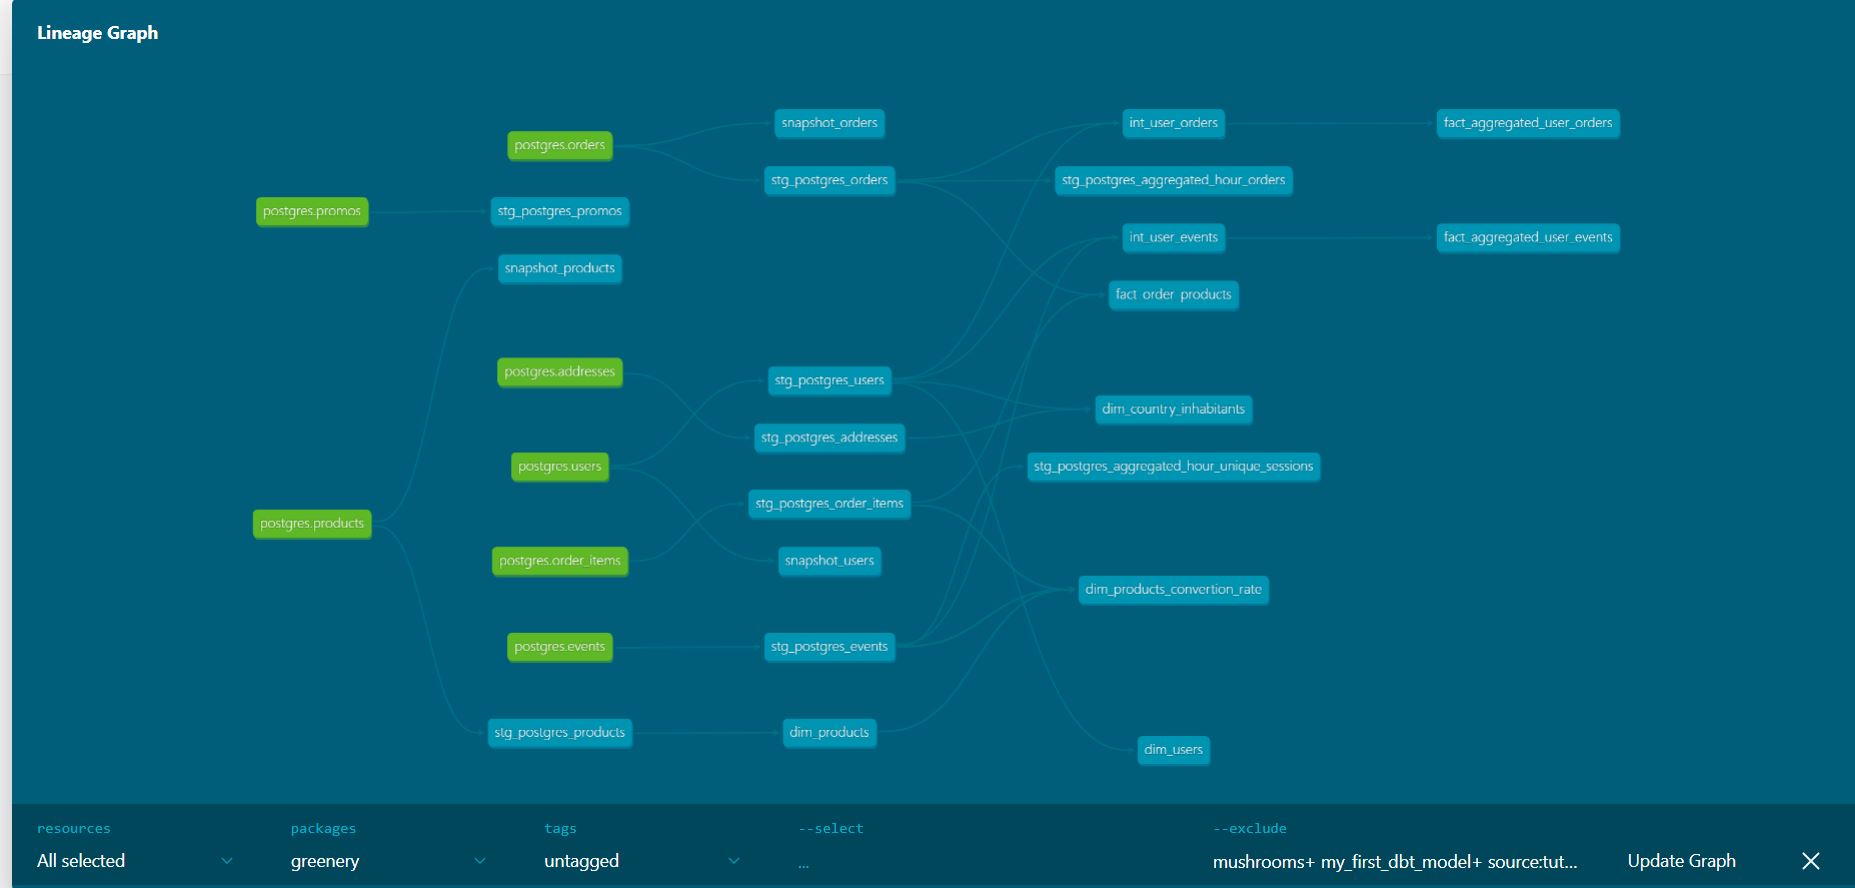 Lineage Graph
snapshot_orders
int_user_orders
fact_aggregated_user_orders
postgres.orders
stg_postgres_orders
stg_postgres_aggregated_hour_orders
postgres.promos
stg_postgres_promos
int_user_events
fact_aggregated_user_events
snapshot_products
fact_order_products
postgres.addresses
stg_postgres_users
dim_country_inhabitants
stg_postgres_addresses
postgres.users
stg_postgres_aggregated_hour_unique_sessions
stg_postgres_order_items
postgres.products
postgres.order_items
snapshot_users
dim_products_convertion_rate
postgres.events
stg_postgres_events
stg_postgres_products
dim_products
dim_users
resources packages tags --select --exclude
All selected greenery untagged ... mushrooms+ my_first_dbt_model+ source:tut... Update Graph